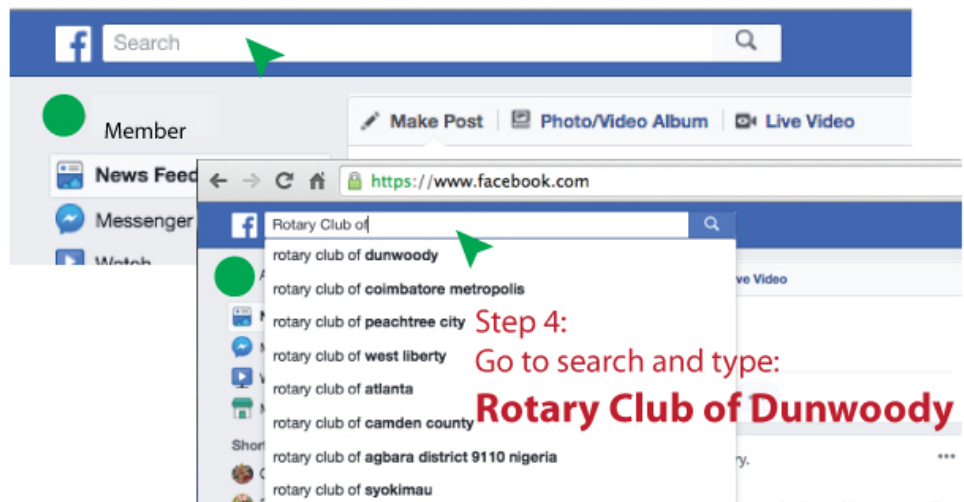 f Search
Member
Make Post Photo/Video Album Live Video
News Feed
Messenger
Watch
https://www.facebook.com
f Rotary Club of
rotary club of dunwoody
ve Video
rotary club of coimbatore metropolis
rotary club of peachtree city
rotary club of west liberty
rotary club of atlanta
rotary club of camden county
rotary club of agbara district 9110 nigeria
rotary club of syokimau
Step 4:
Go to search and type:
Rotary Club of Dunwoody
Shor
ry.